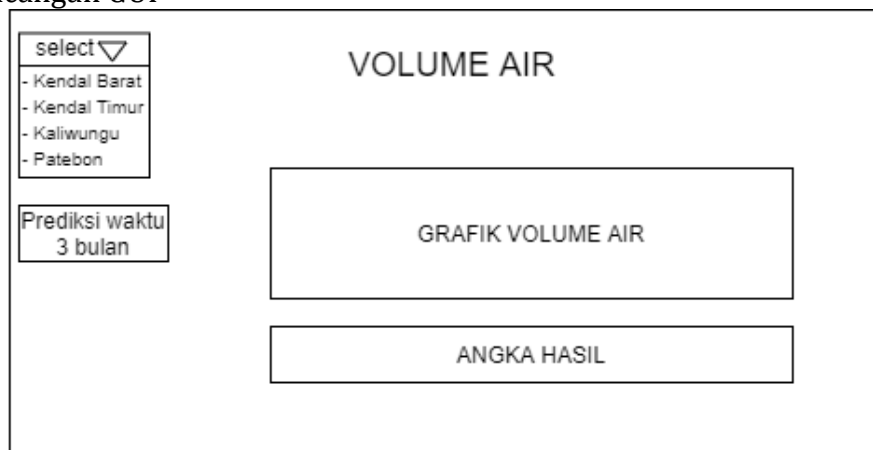 select
- Kendal Barat
- Kendal Timur
- Kaliwungu
- Patebon
Prediksi waktu
3 bulan
VOLUME AIR
GRAFIK VOLUME AIR
ANGKA HASIL